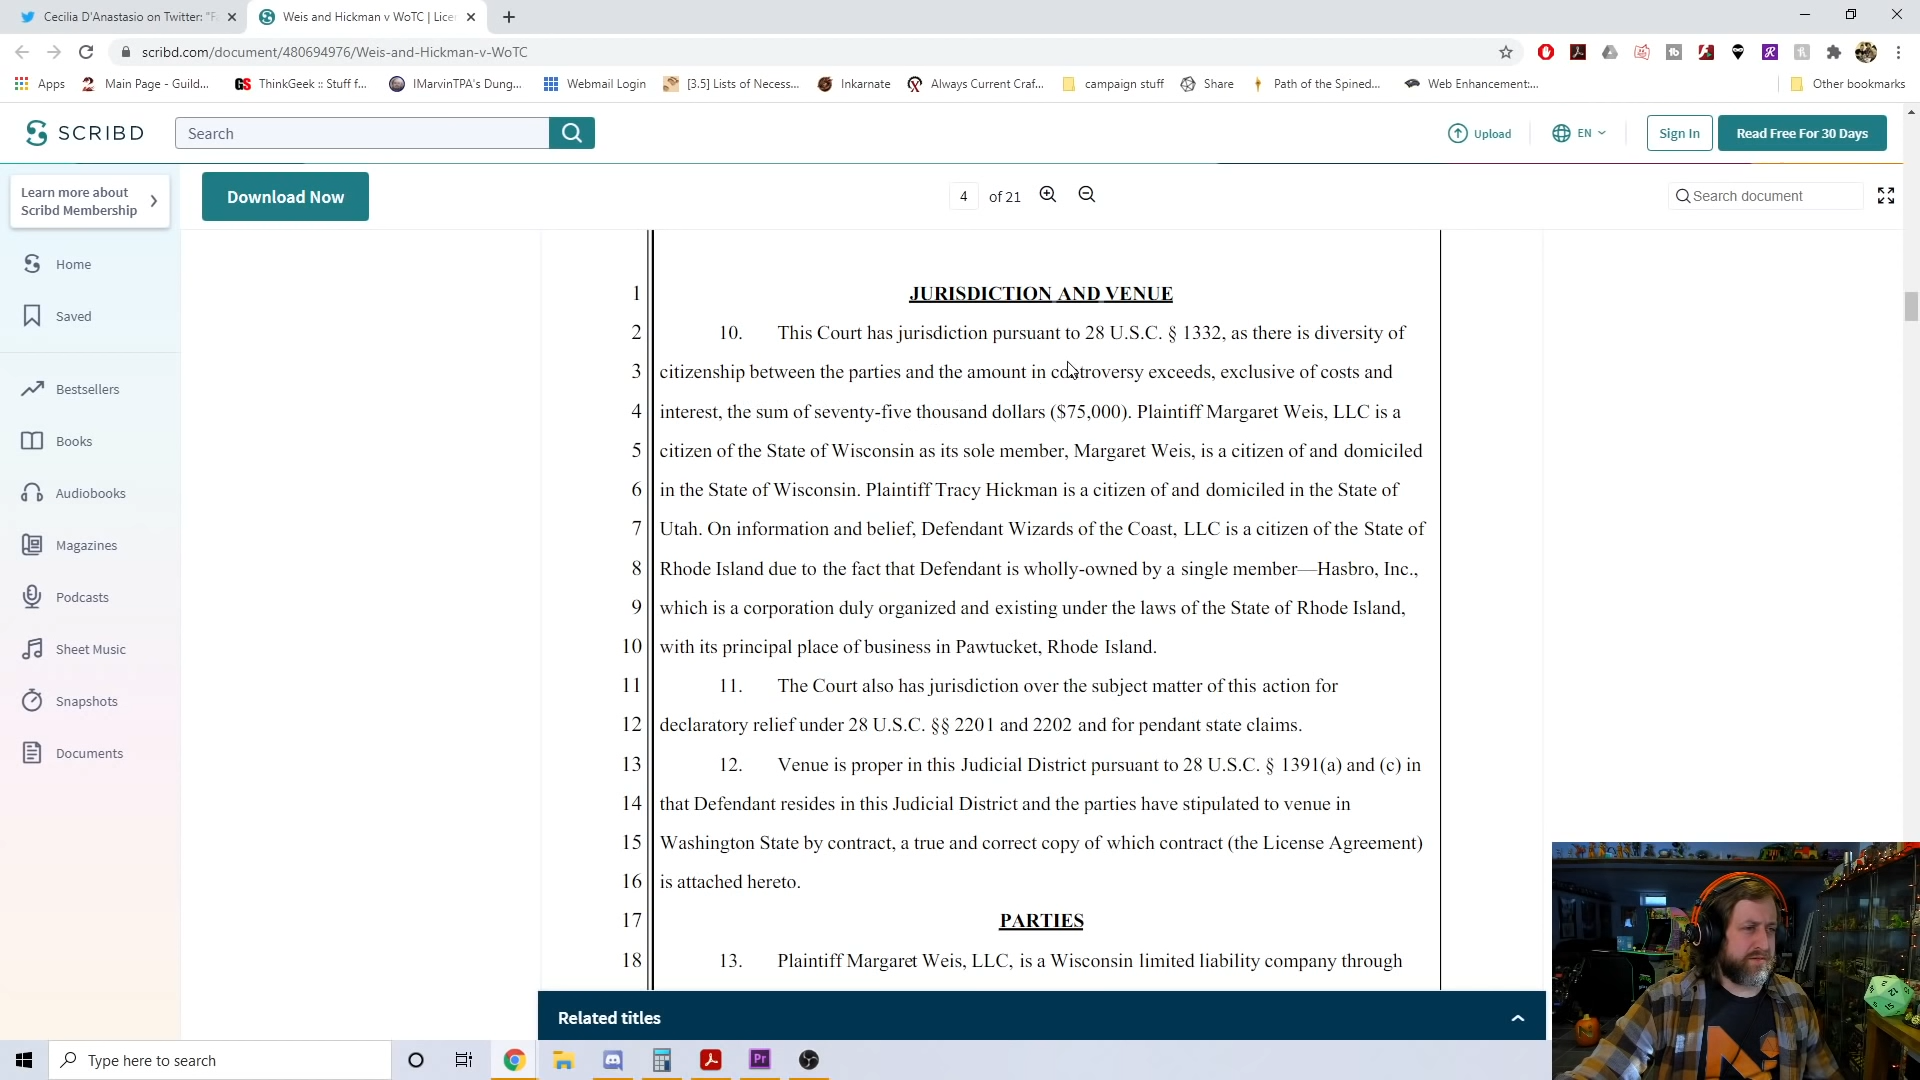 Cecilia D'Anastasio on Twitter: "F
Weis and Hickman v WoTC | Lice
scribd.com/document/480694976/Weis-and-Hickman-v-WoTC
Apps
Main Page - Guild...
GS
ThinkGeek :: Stuff f...
IMarvinTPA's Dung...
Webmail Login
[3.5] Lists of Necess...
Inkarnate
Always Current Craf...
campaign stuff
Share
Path of the Spined...
Web Enhancement:...
Other bookmarks
SCRIBD
Search
Upload
EN
Sign In
Read Free For 30 Days
Learn more about
Scribd Membership
Download Now
4 of 21
Search document
Home
Saved
Bestsellers
Books
Audiobooks
Magazines
Podcasts
Sheet Music
Snapshots
Documents
1 JURISDICTION AND VENUE
2 10. This Court has jurisdiction pursuant to 28 U.S.C. § 1332, as there is diversity of
3 citizenship between the parties and the amount in controversy exceeds, exclusive of costs and
4 interest, the sum of seventy-five thousand dollars ($75,000). Plaintiff Margaret Weis, LLC is a
5 citizen of the State of Wisconsin as its sole member, Margaret Weis, is a citizen of and domiciled
6 in the State of Wisconsin. Plaintiff Tracy Hickman is a citizen of and domiciled in the State of
7 Utah. On information and belief, Defendant Wizards of the Coast, LLC is a citizen of the State of
8 Rhode Island due to the fact that Defendant is wholly-owned by a single member—Hasbro, Inc.,
9 which is a corporation duly organized and existing under the laws of the State of Rhode Island,
10 with its principal place of business in Pawtucket, Rhode Island.
11 11. The Court also has jurisdiction over the subject matter of this action for
12 declaratory relief under 28 U.S.C. §§ 2201 and 2202 and for pendant state claims.
13 12. Venue is proper in this Judicial District pursuant to 28 U.S.C. § 1391(a) and (c) in
14 that Defendant resides in this Judicial District and the parties have stipulated to venue in
15 Washington State by contract, a true and correct copy of which contract (the License Agreement)
16 is attached hereto.
17 PARTIES
18 13. Plaintiff Margaret Weis, LLC, is a Wisconsin limited liability company through
Related titles
Type here to search
Pr